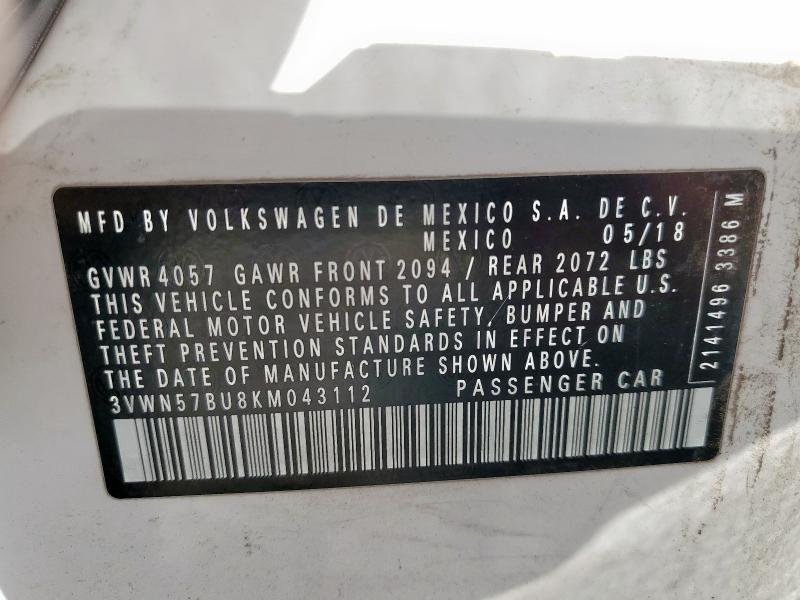 MFD BY VOLKSWAGEN DE MEXICO S.A. DE C.V.
MEXICO 05/18
GVWR 4057 GAWR FRONT 2094 / REAR 2072 LBS
THIS VEHICLE CONFORMS TO ALL APPLICABLE U.S.
FEDERAL MOTOR VEHICLE SAFETY, BUMPER AND
THEFT PREVENTION STANDARDS IN EFFECT ON
THE DATE OF MANUFACTURE SHOWN ABOVE.
3VWN57BU8KM043112 PASSENGER CAR
2141496 3386 M